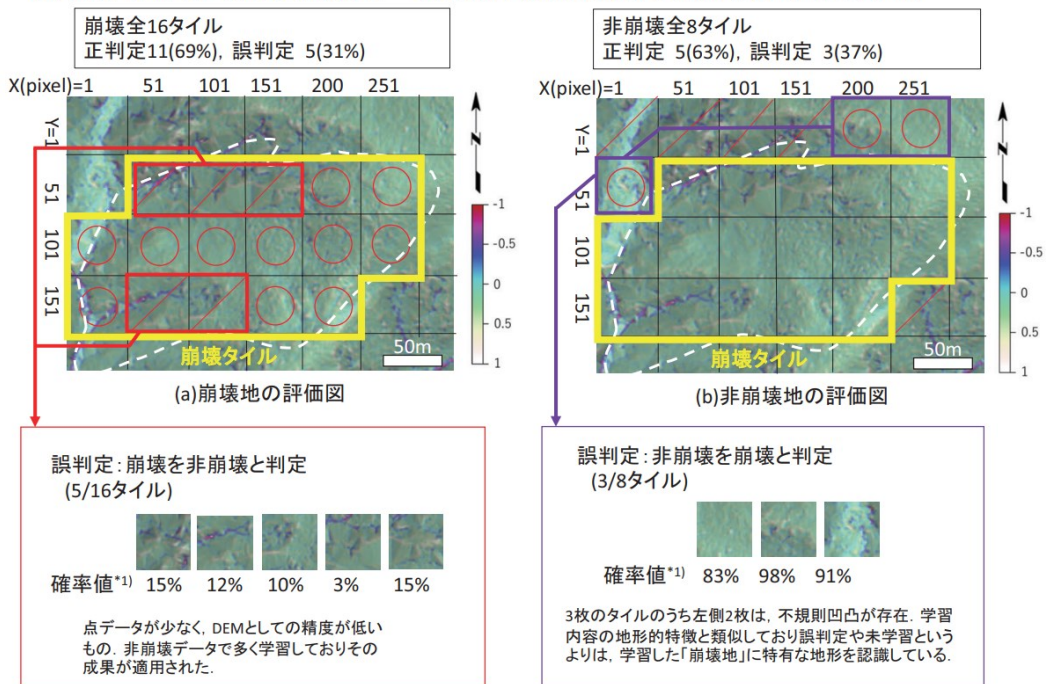 崩壊全16タイル
正判定11(69%), 誤判定 5(31%)
非崩壊全8タイル
正判定 5(63%), 誤判定 3(37%)
X(pixel)=1 51 101 151 200 251
Y=1
51
101
151
N
-1
-0.5
0
0.5
1
崩壊タイル
50m
(a)崩壊地の評価図
X(pixel)=1 51 101 151 200 251
Y=1
51
101
151
N
-1
-0.5
0
0.5
1
崩壊タイル
50m
(b)非崩壊地の評価図
誤判定：崩壊を非崩壊と判定
(5/16タイル)
確率値*1) 15% 12% 10% 3% 15%
点データが少なく, DEMとしての精度が低い
もの. 非崩壊データで多く学習しておりその
成果が適用された.
誤判定：非崩壊を崩壊と判定
(3/8タイル)
確率値*1) 83% 98% 91%
3枚のタイルのうち左側2枚は, 不規則凹凸が存在. 学習
内容の地形的特徴と類似しており誤判定や未学習という
よりは, 学習した「崩壊地」に特有な地形を認識している.